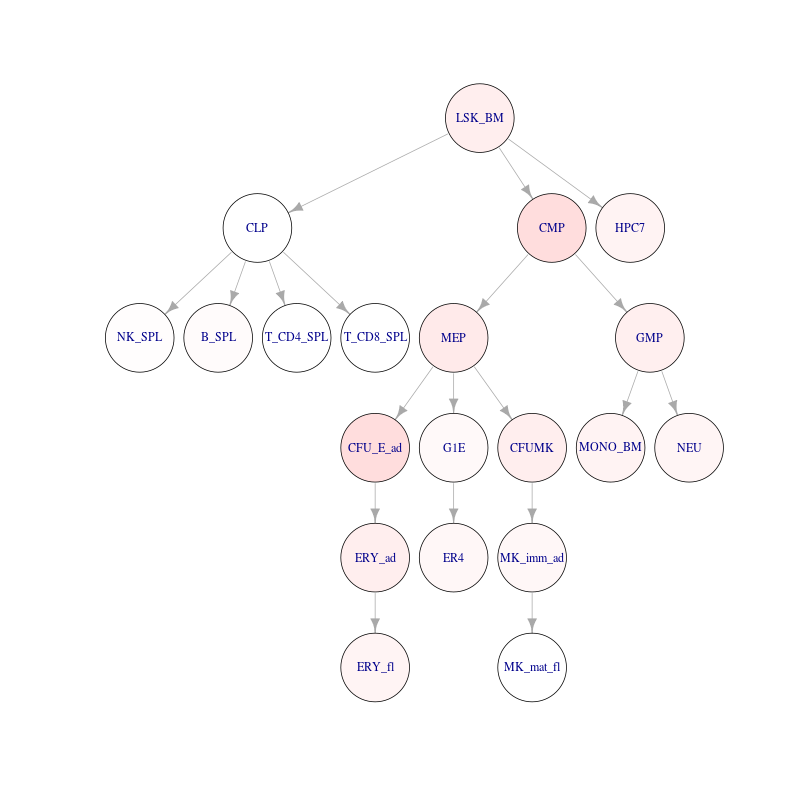 LSK_BM
CLP
CMP
HPC7
NK_SPL
B_SPL
T_CD4_SPL
T_CD8_SPL
MEP
GMP
CFU_E_ad
G1E
CFUMK
MONO_BM
NEU
ERY_ad
ER4
MK_imm_ad
ERY_fl
MK_mat_fl